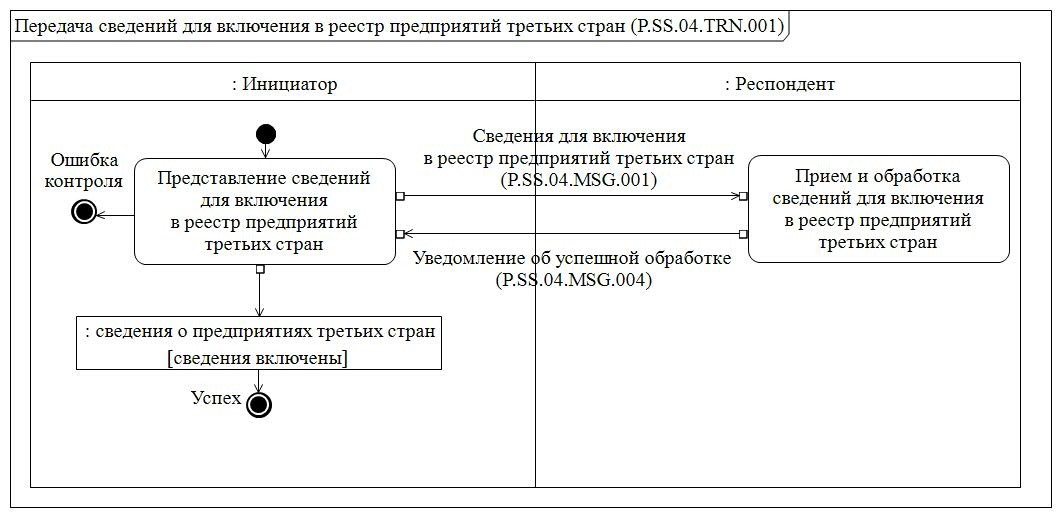 Передача сведений для включения в реестр предприятий третьих стран (P.SS.04.TRN.001)
: Инициатор
: Респондент
Ошибка
контроля
Представление сведений
для включения
в реестр предприятий
третьих стран
Сведения для включения
в реестр предприятий третьих стран
(P.SS.04.MSG.001)
Прием и обработка
сведений для включения
в реестр предприятий
третьих стран
Уведомление об успешной обработке
(P.SS.04.MSG.004)
: сведения о предприятиях третьих стран
[сведения включены]
Успех